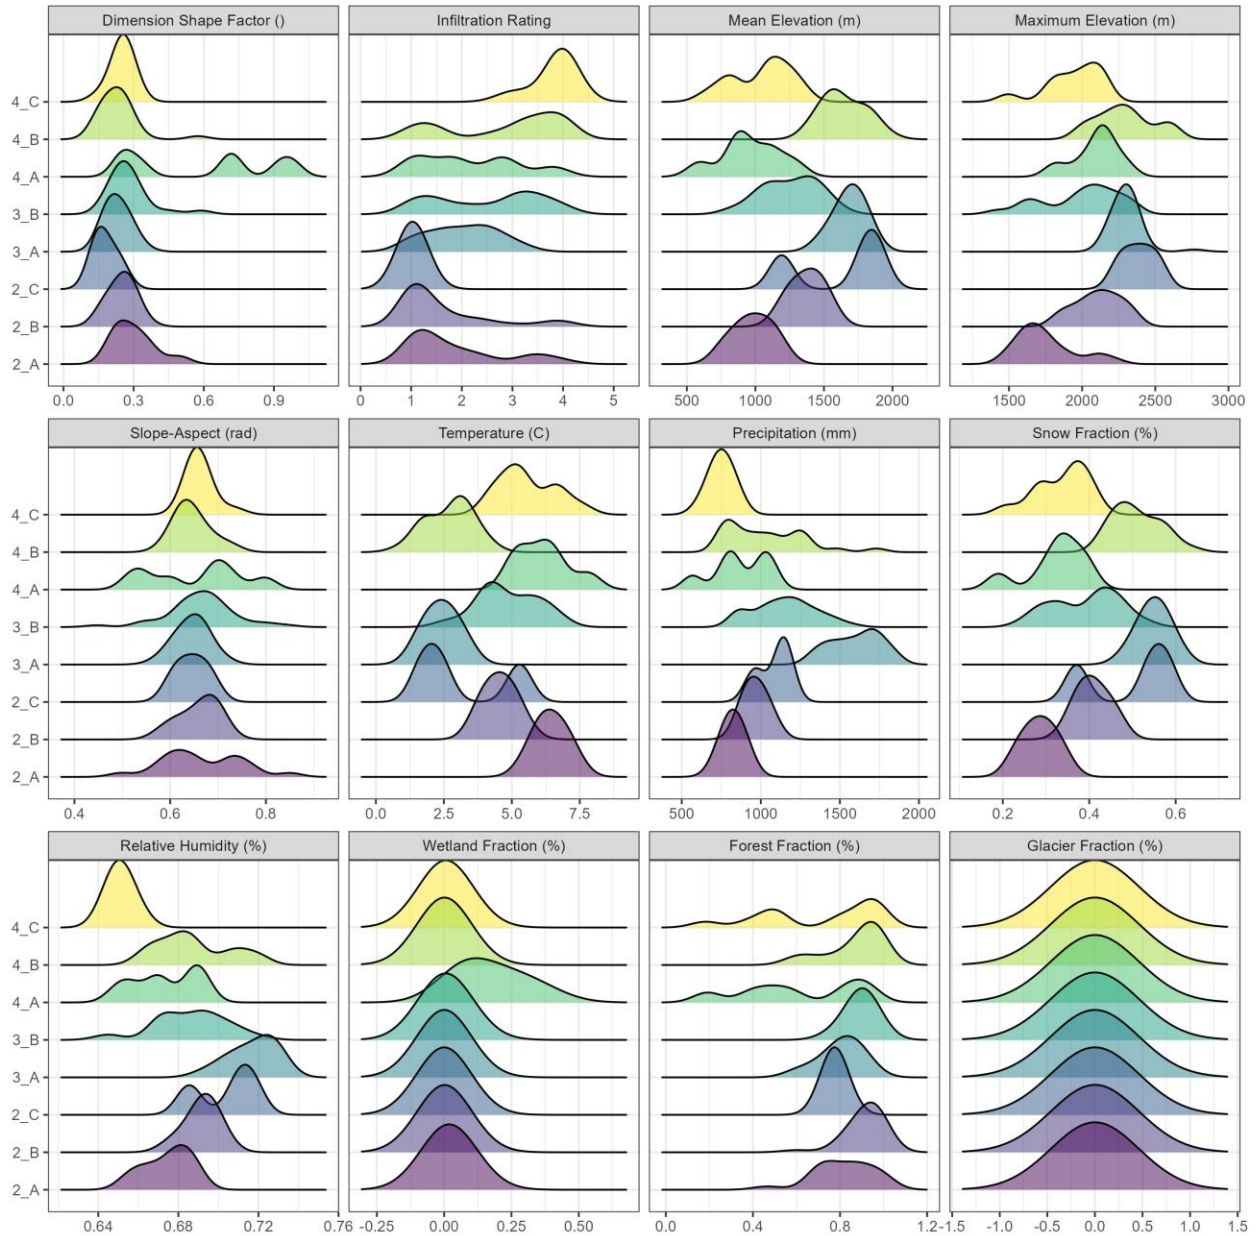 Dimension Shape Factor () Infiltration Rating Mean Elevation (m) Maximum Elevation (m)
4_C
4_B
4_A
3_B
3_A
2_C
2_B
2_A
0.0 0.3 0.6 0.9 0 1 2 3 4 5 500 1000 1500 2000 1500 2000 2500 3000
Slope-Aspect (rad) Temperature (C) Precipitation (mm) Snow Fraction (%)
4_C
4_B
4_A
3_B
3_A
2_C
2_B
2_A
0.4 0.6 0.8 0.0 2.5 5.0 7.5 500 1000 1500 2000 0.2 0.4 0.6
Relative Humidity (%) Wetland Fraction (%) Forest Fraction (%) Glacier Fraction (%)
4_C
4_B
4_A
3_B
3_A
2_C
2_B
2_A
0.64 0.68 0.72 0.76 -0.25 0.00 0.25 0.50 0.0 0.4 0.8 1.2 -1.5 -1.0 -0.5 0.0 0.5 1.0 1.5